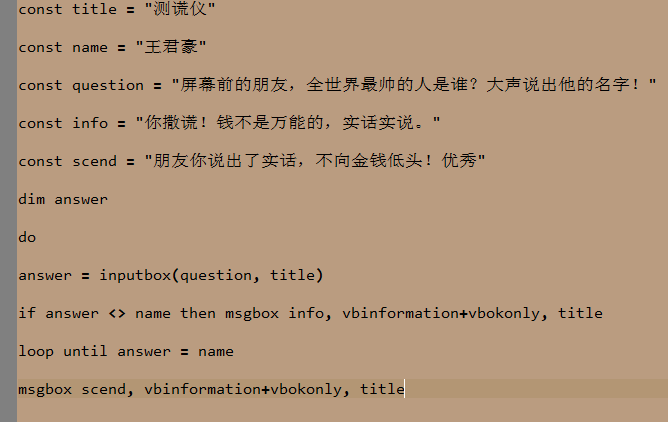 const title = "测谎仪"
const name = "王君豪"
const question = "屏幕前的朋友，全世界最帅的人是谁？大声说出他的名字！"
const info = "你撒谎！钱不是万能的，实话实说。"
const scend = "朋友你说出了实话，不向金钱低头！优秀"
dim answer
do
answer = inputbox(question, title)
if answer <> name then msgbox info, vbinformation+vbokonly, title
loop until answer = name
msgbox scend, vbinformation+vbokonly, title